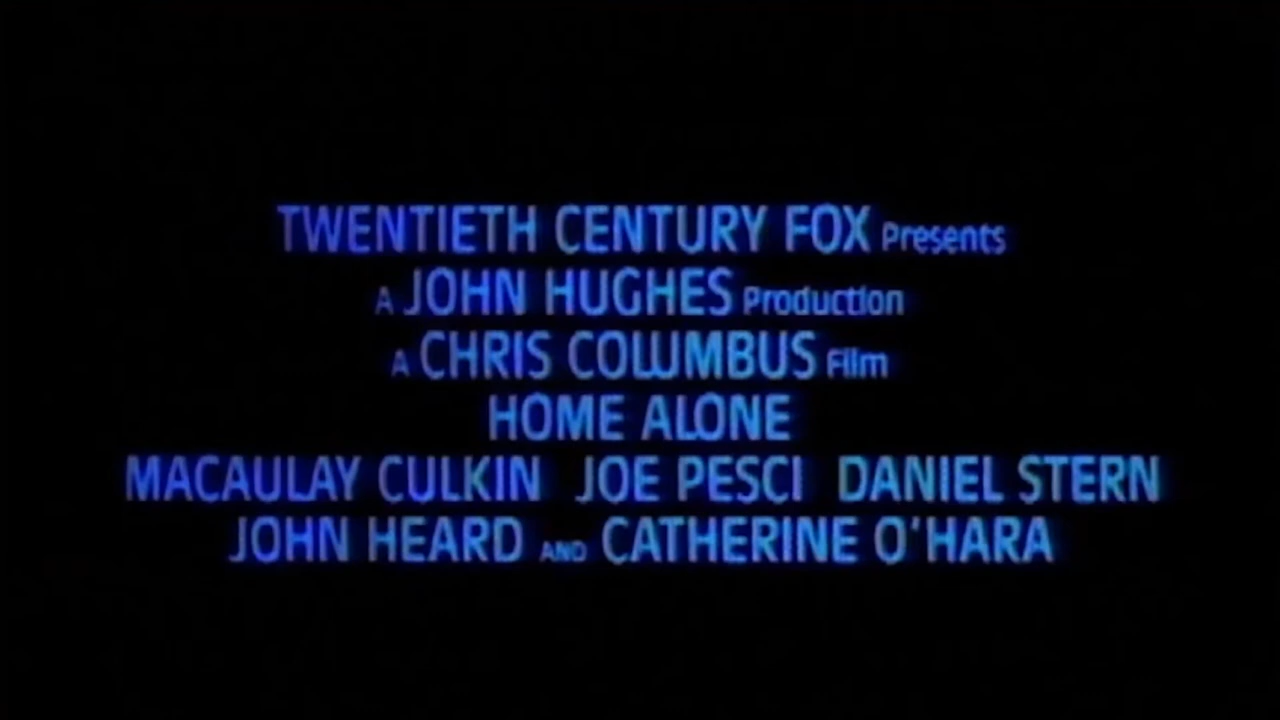 TWENTIETH CENTURY FOX Presents
A JOHN HUGHES Production
A CHRIS COLUMBUS Film
HOME ALONE
MACAULAY CULKIN JOE PESCI DANIEL STERN
JOHN HEARD AND CATHERINE O'HARA